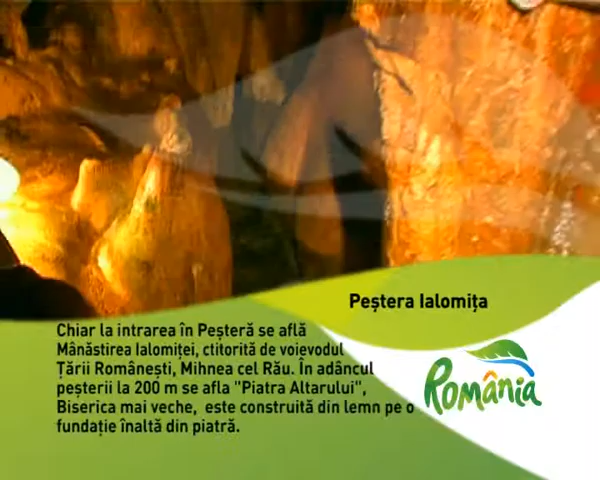 Peștera Ialomița
Chiar la intrarea în Peșteră se află
Mânăstirea Ialomiței, ctitorită de voievodul
Țării Românești, Mihnea cel Rău. În adâncul
peșterii la 200 m se afla "Piatra Altarului",
Biserica mai veche,  este construită din lemn pe o
fundație înaltă din piatră.
România